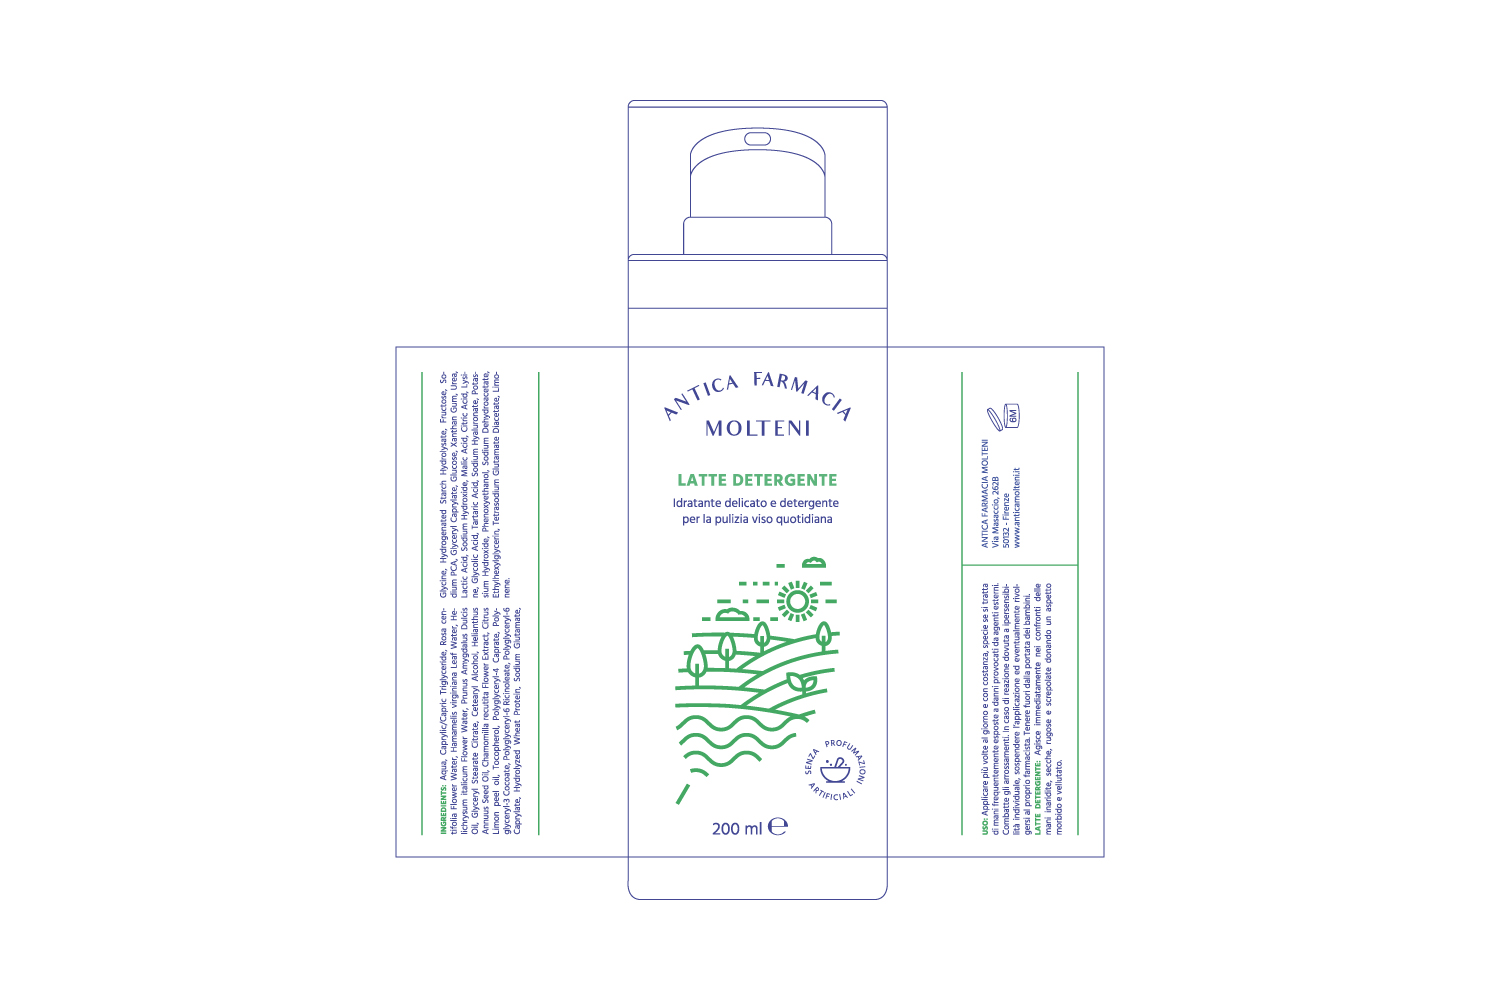 ANTICA FARMACIA
MOLTENI
LATTE DETERGENTE
Idratante delicato e detergente
per la pulizia viso quotidiana
SENZA PROFUMAZIONI ARTIFICIALI
200 ml ℮
INGREDIENTS: Aqua, Caprylic/Capric Triglyceride, Rosa cen-
tifolia Flower Water, Hamamelis virginiana Leaf Water, He-
lichrysum italicum Flower Water, Prunus Amygdalus Dulcis
Oil, Glyceryl Stearate Citrate, Cetearyl Alcohol, Helianthus
Annuus Seed Oil, Chamomilla recutita Flower Extract, Citrus
Limon peel oil, Tocopherol, Polyglyceryl-4 Caprate, Poly-
glyceryl-3 Cocoate, Polyglyceryl-6 Ricinoleate, Polyglyceryl-6
Caprylate, Hydrolyzed Wheat Protein, Sodium Glutamate,
Glycine, Hydrogenated Starch Hydrolysate, Fructose, So-
dium PCA, Glyceryl Caprylate, Glucose, Xanthan Gum, Urea,
Lactic Acid, Sodium Hydroxide, Malic Acid, Citric Acid, Lysi-
ne, Glycolic Acid, Tartaric Acid, Sodium Hyaluronate, Potas-
sium Hydroxide, Phenoxyethanol, Sodium Dehydroacetate,
Ethylhexylglycerin, Tetrasodium Glutamate Diacetate, Limo-
nene.
USO: Applicare più volte al giorno e con costanza, specie se si tratta
di mani frequentemente esposte a danni provocati da agenti esterni.
Combatte gli arrossamenti. In caso di reazione dovuta a ipersensibi-
lità individuale, sospendere l'applicazione ed eventualmente rivol-
gersi al proprio farmacista. Tenere fuori dalla portata dei bambini.
LATTE DETERGENTE: Agisce immediatamente nei confronti delle
mani inaridite, secche, rugose e screpolate donando un aspetto
morbido e vellutato.
ANTICA FARMACIA MOLTENI
Via Masaccio, 262B
50132 - Firenze
www.anticamolteni.it
6M